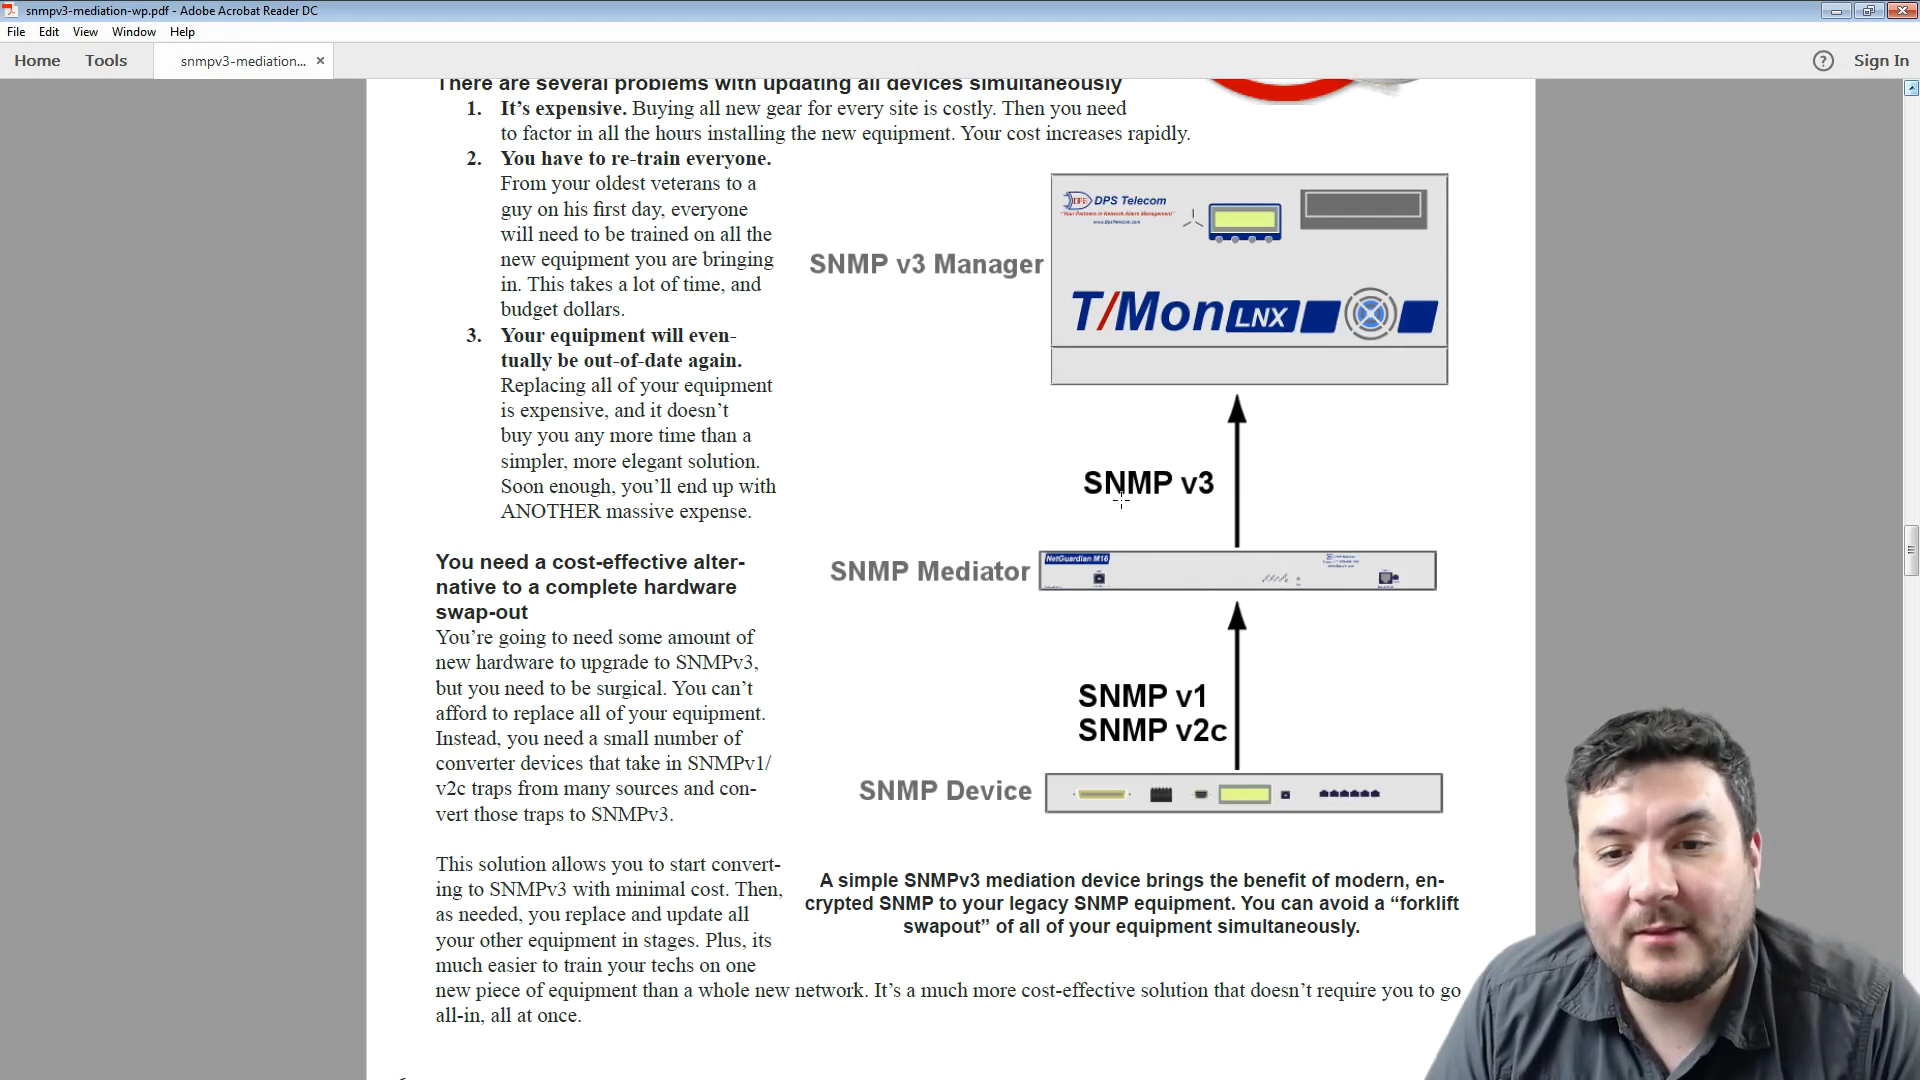 snmpv3-mediation-wp.pdf - Adobe Acrobat Reader DC
File Edit View Window Help
Home Tools snmpv3-mediation... × ? Sign In
There are several problems with updating all devices simultaneously
1. It’s expensive. Buying all new gear for every site is costly. Then you need
to factor in all the hours installing the new equipment. Your cost increases rapidly.
2. You have to re-train everyone.
From your oldest veterans to a
guy on his first day, everyone
will need to be trained on all the
new equipment you are bringing
in. This takes a lot of time, and
budget dollars.
3. Your equipment will even-
tually be out-of-date again.
Replacing all of your equipment
is expensive, and it doesn’t
buy you any more time than a
simpler, more elegant solution.
Soon enough, you’ll end up with
ANOTHER massive expense.
You need a cost-effective alter-
native to a complete hardware
swap-out
You’re going to need some amount of
new hardware to upgrade to SNMPv3,
but you need to be surgical. You can’t
afford to replace all of your equipment.
Instead, you need a small number of
converter devices that take in SNMPv1/
v2c traps from many sources and con-
vert those traps to SNMPv3.
This solution allows you to start convert-
ing to SNMPv3 with minimal cost. Then,
as needed, you replace and update all
your other equipment in stages. Plus, its
much easier to train your techs on one
new piece of equipment than a whole new network. It’s a much more cost-effective solution that doesn’t require you to go
all-in, all at once.
DPS Telecom
"Your Partners in Network Alarm Management"
www.DpsTelecom.com
SNMP v3 Manager
T/Mon LNX
SNMP v3
NetGuardian M16
SNMP Mediator
SNMP v1
SNMP v2c
SNMP Device
A simple SNMPv3 mediation device brings the benefit of modern, en-
crypted SNMP to your legacy SNMP equipment. You can avoid a “forklift
swapout” of all of your equipment simultaneously.